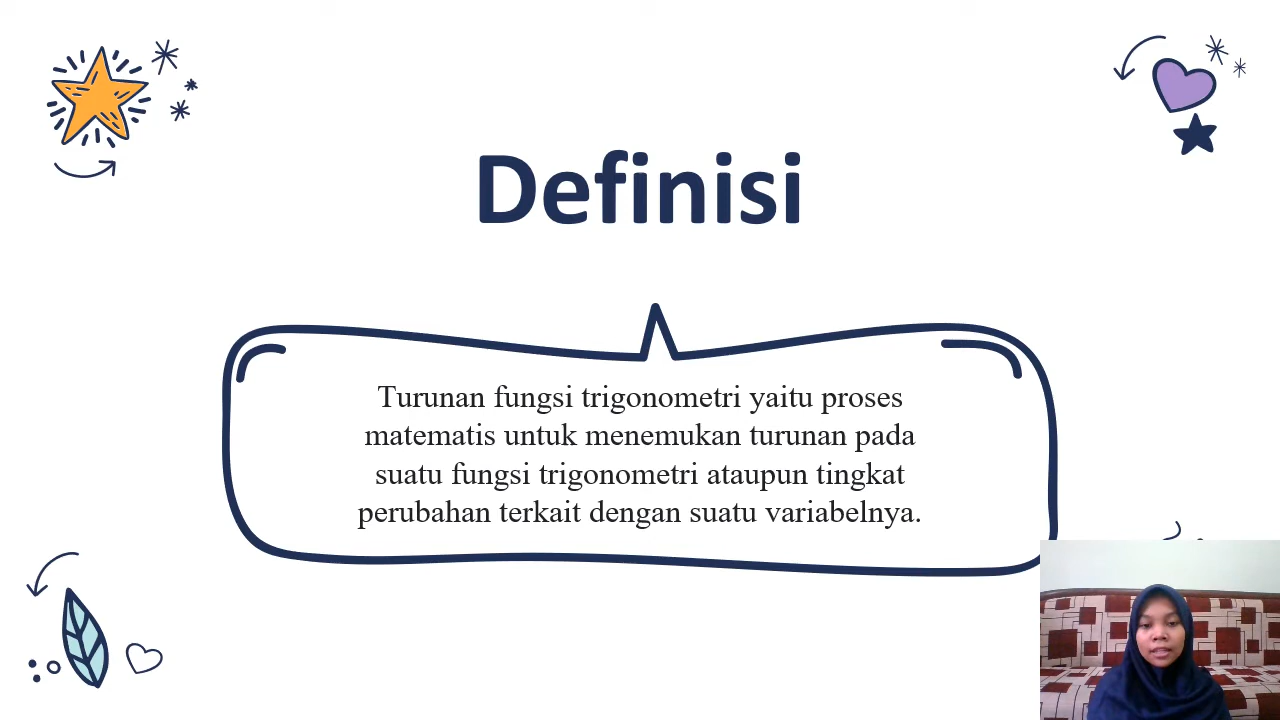 Definisi
Turunan fungsi trigonometri yaitu proses
matematis untuk menemukan turunan pada
suatu fungsi trigonometri ataupun tingkat
perubahan terkait dengan suatu variabelnya.